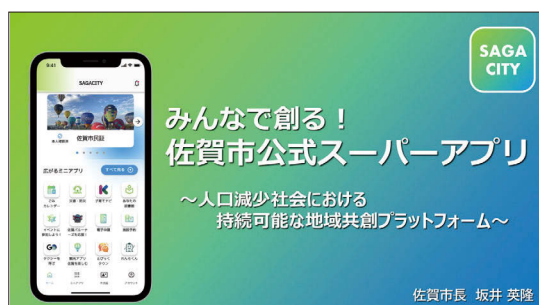 SAGA
CITY
みんなで創る！
佐賀市公式スーパーアプリ
～人口減少社会における
持続可能な地域共創プラットフォーム～
佐賀市長 坂井 英隆
9:41
SAGACITY
佐賀市民証
広がるミニアプリ
すべて見る